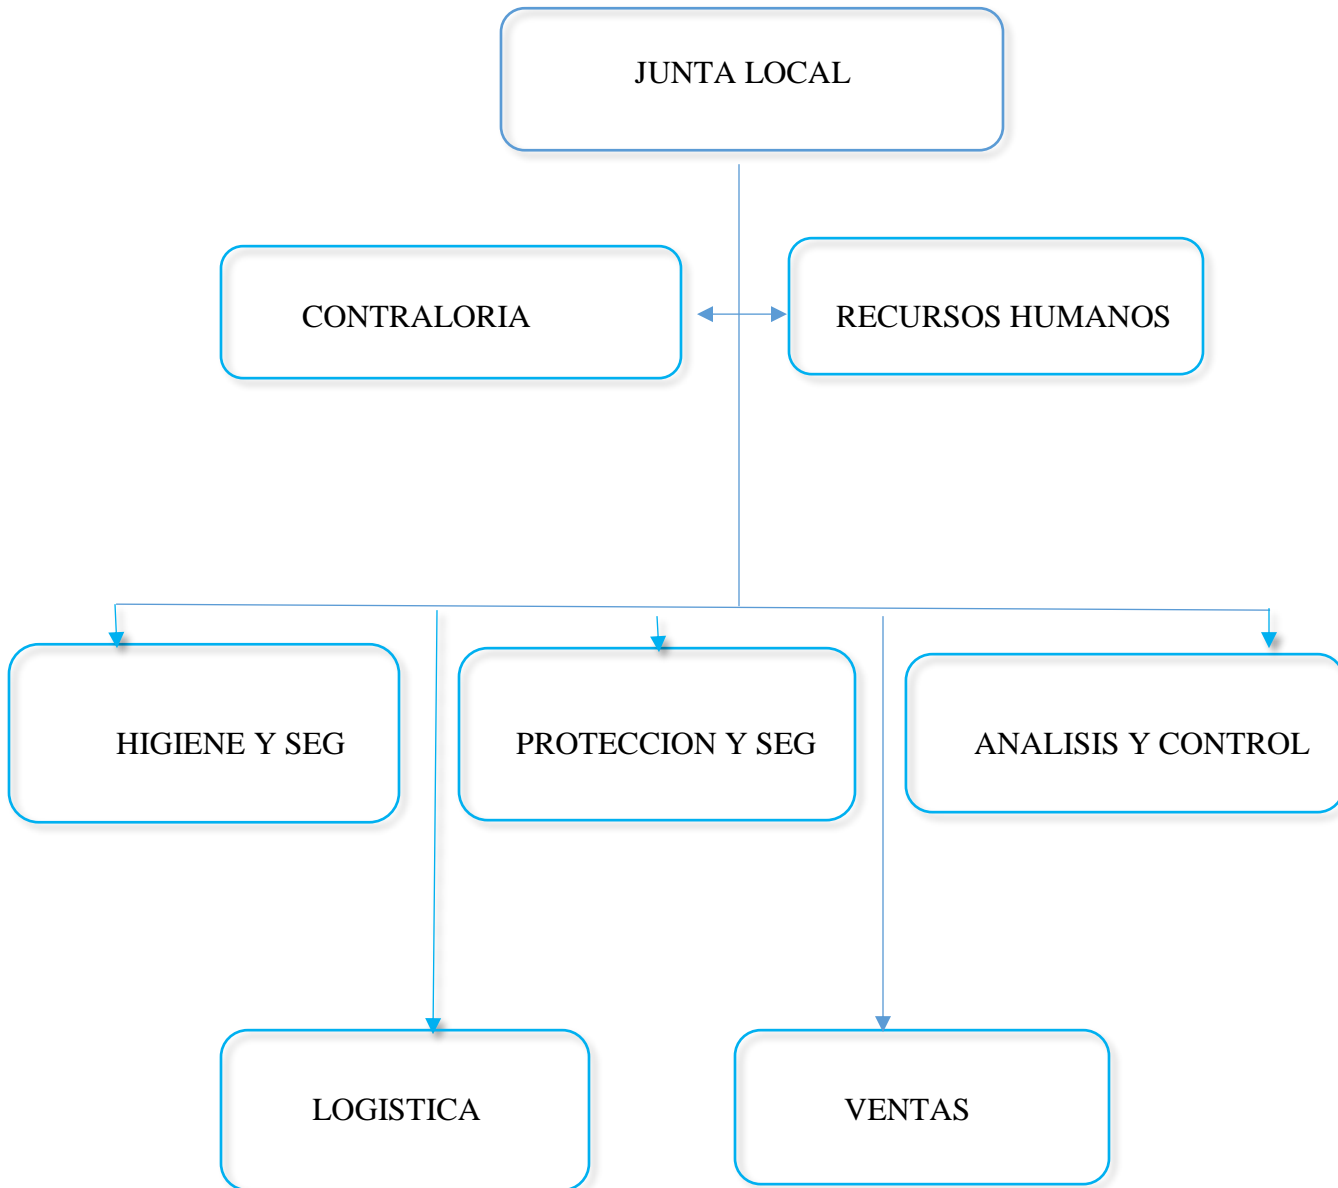 JUNTA LOCAL
CONTRALORIA
RECURSOS HUMANOS
HIGIENE Y SEG
PROTECCION Y SEG
ANALISIS Y CONTROL
LOGISTICA
VENTAS